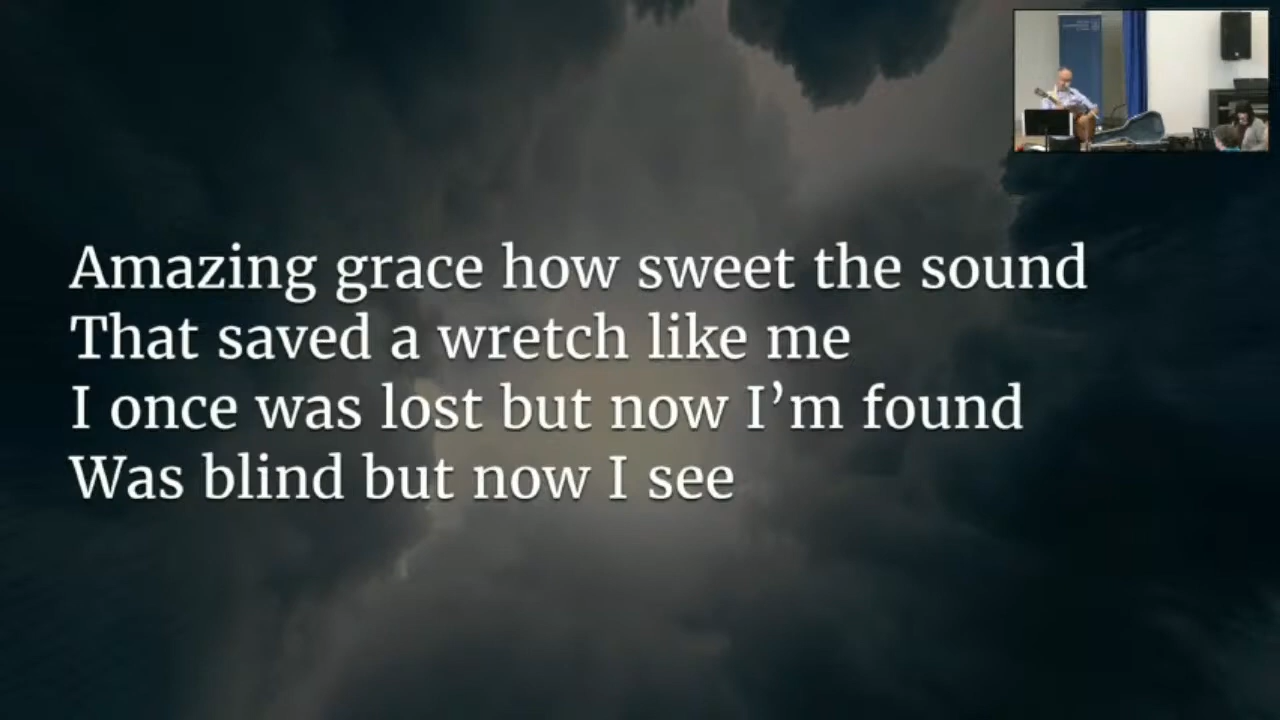 Amazing grace how sweet the sound
That saved a wretch like me
I once was lost but now I’m found
Was blind but now I see